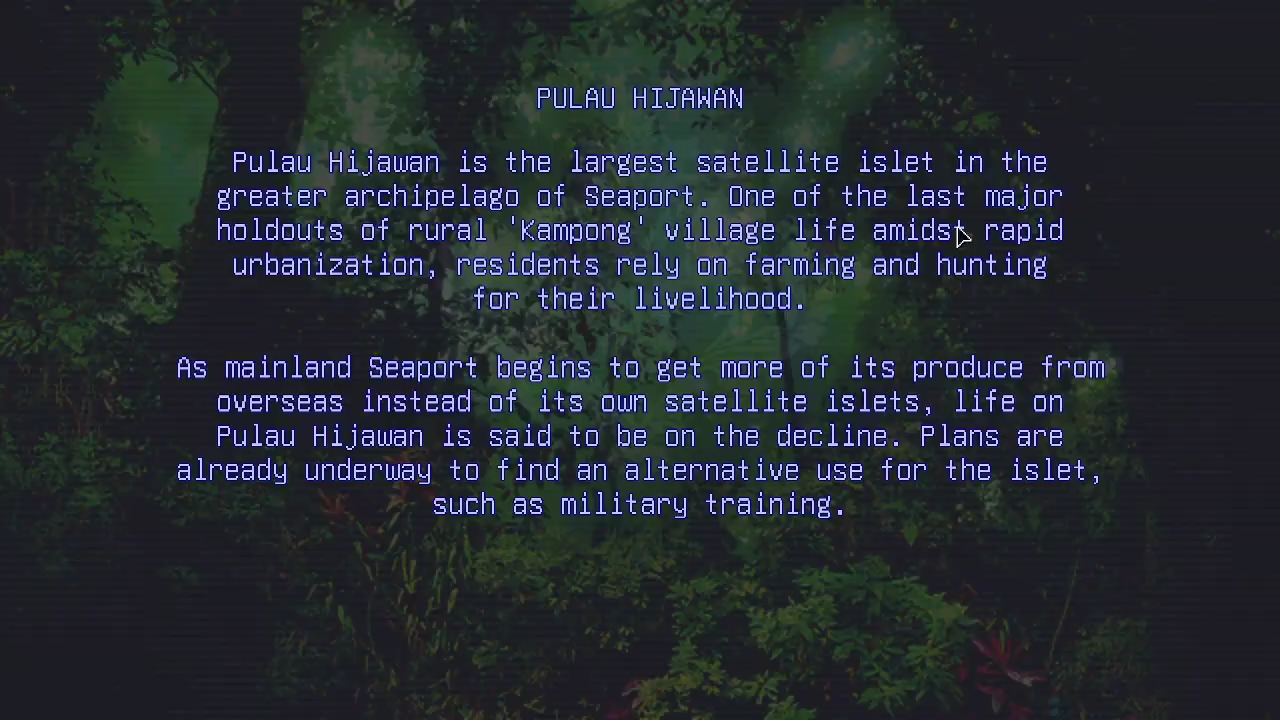 PULAU HIJAWAN
Pulau Hijawan is the largest satellite islet in the
greater archipelago of Seaport. One of the last major
holdouts of rural 'Kampong' village life amidst rapid
urbanization, residents rely on farming and hunting
for their livelihood.
As mainland Seaport begins to get more of its produce from
overseas instead of its own satellite islets, life on
Pulau Hijawan is said to be on the decline. Plans are
already underway to find an alternative use for the islet,
such as military training.